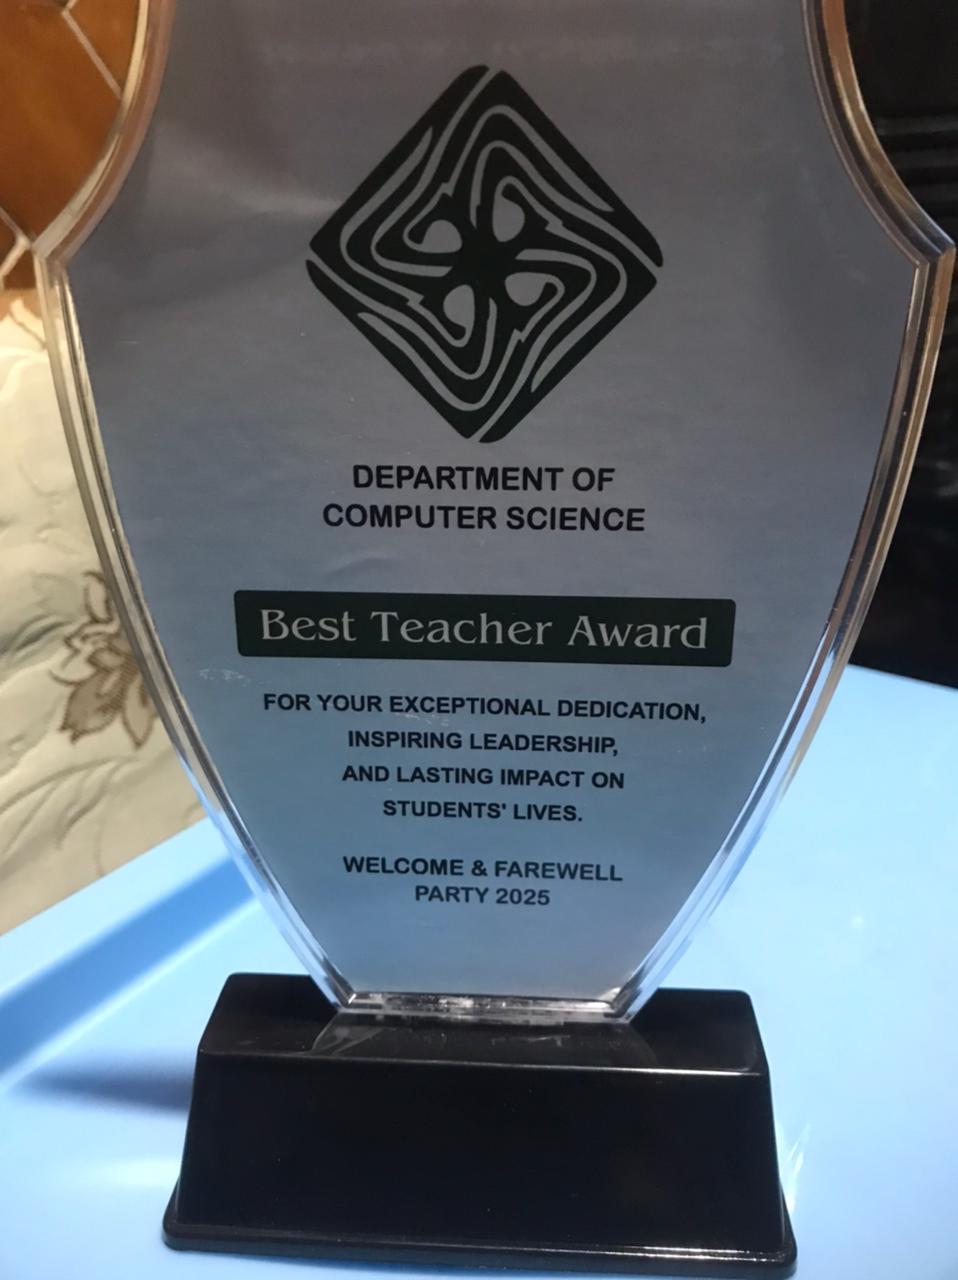 DEPARTMENT OF
COMPUTER SCIENCE
Best Teacher Award
FOR YOUR EXCEPTIONAL DEDICATION,
INSPIRING LEADERSHIP,
AND LASTING IMPACT ON
STUDENTS' LIVES.
WELCOME & FAREWELL
PARTY 2025